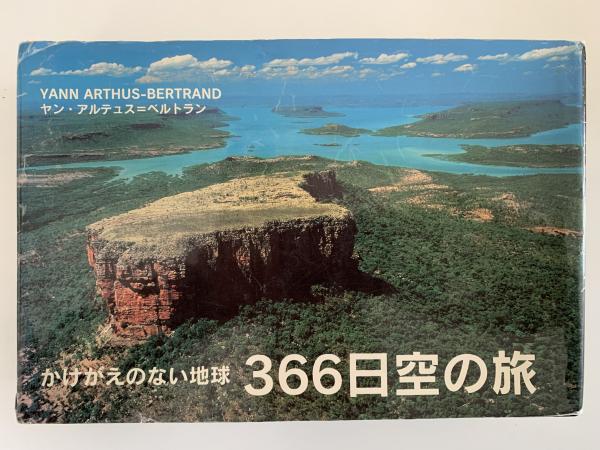 YANN ARTHUS-BERTRAND
ヤン・アルテュス=ベルトラン
かけがえのない地球 366日空の旅